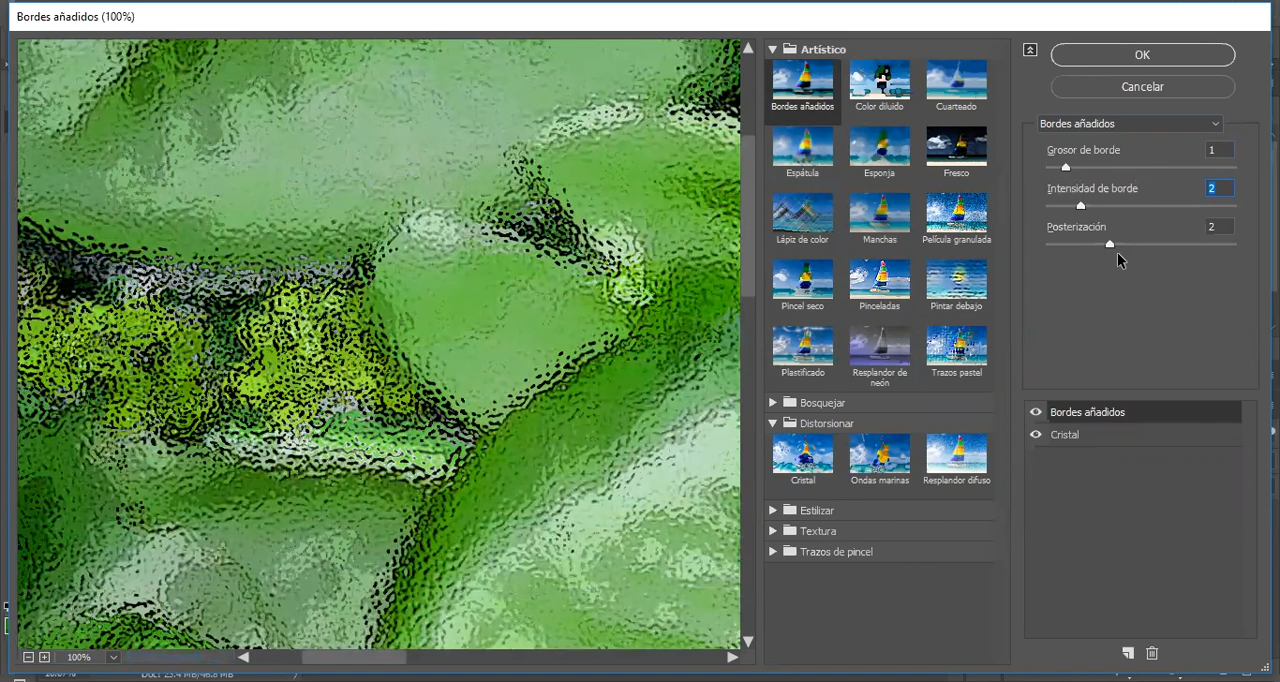 Bordes añadidos (100%)
Artístico
Bordes añadidos
Color diluido
Cuarteado
Espátula
Esponja
Fresco
Lápiz de color
Manchas
Película granulada
Pincel seco
Pinceladas
Pintar debajo
Plastificado
Resplandor de
neón
Trazos pastel
Bosquejar
Distorsionar
Cristal
Ondas marinas
Resplandor difuso
Estilizar
Textura
Trazos de pincel
OK
Cancelar
Bordes añadidos
Grosor de borde 1
Intensidad de borde 2
Posterización 2
Bordes añadidos
Cristal
100%